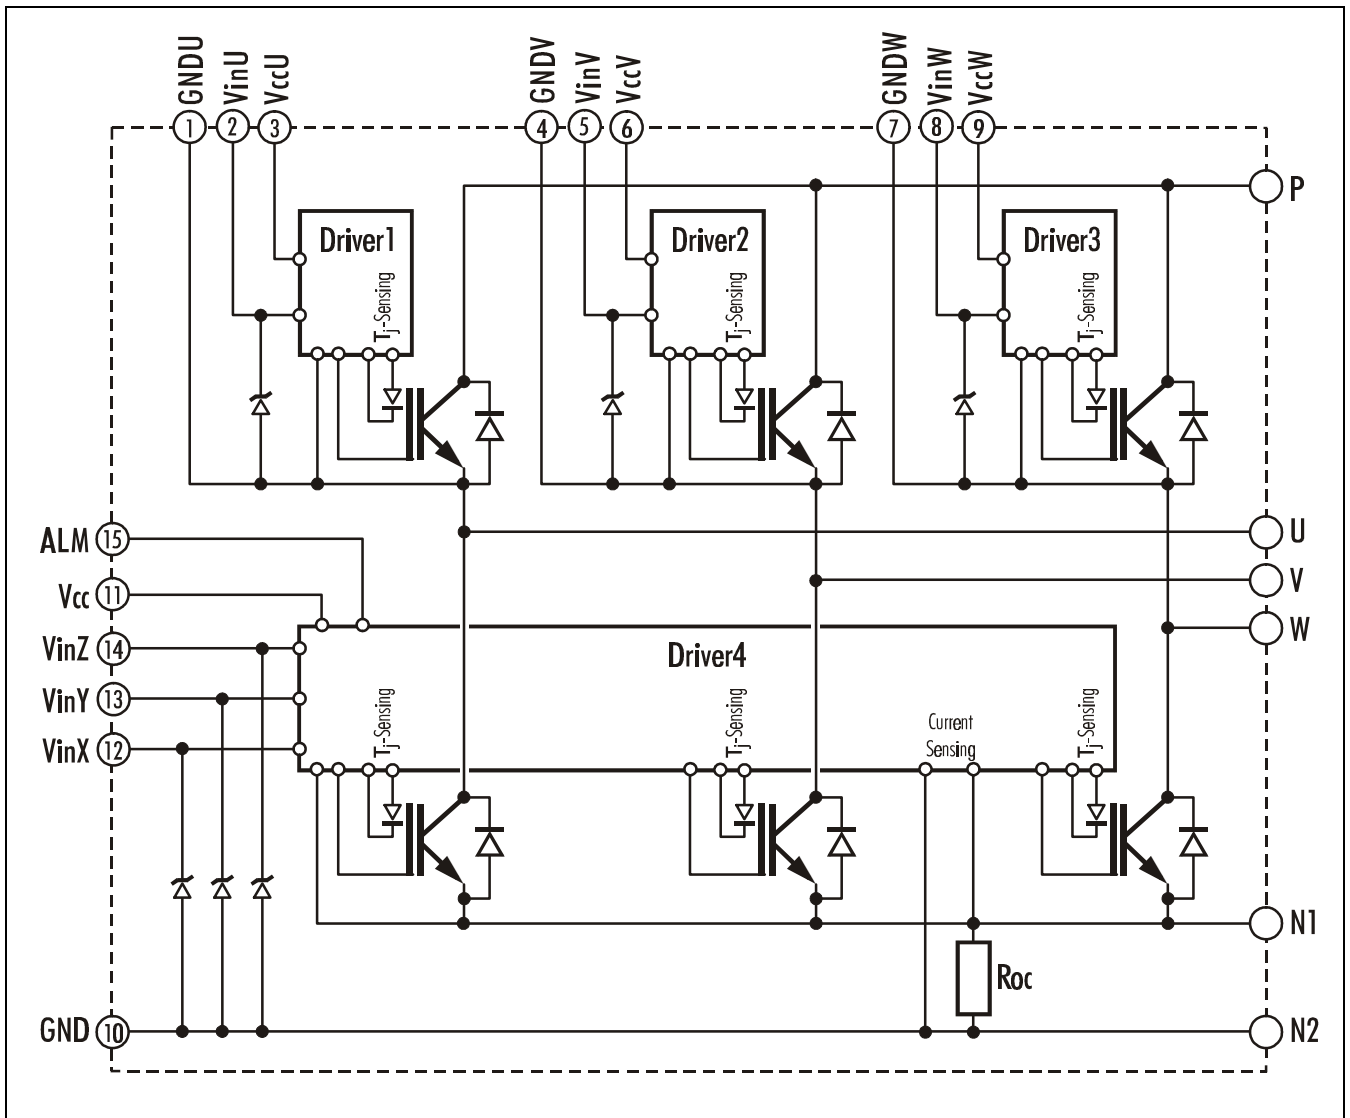 GNDU
VinU
VccU
GNDV
VinV
VccV
GNDW
VinW
VccW
1
2
3
4
5
6
7
8
9
P
Driver1
Tj-Sensing
Driver2
Tj-Sensing
Driver3
Tj-Sensing
ALM 15
U
Vcc 11
V
VinZ 14
W
Driver4
VinY 13
VinX 12
Tj-Sensing
Tj-Sensing
Current
Sensing
Tj-Sensing
N1
Roc
GND 10
N2